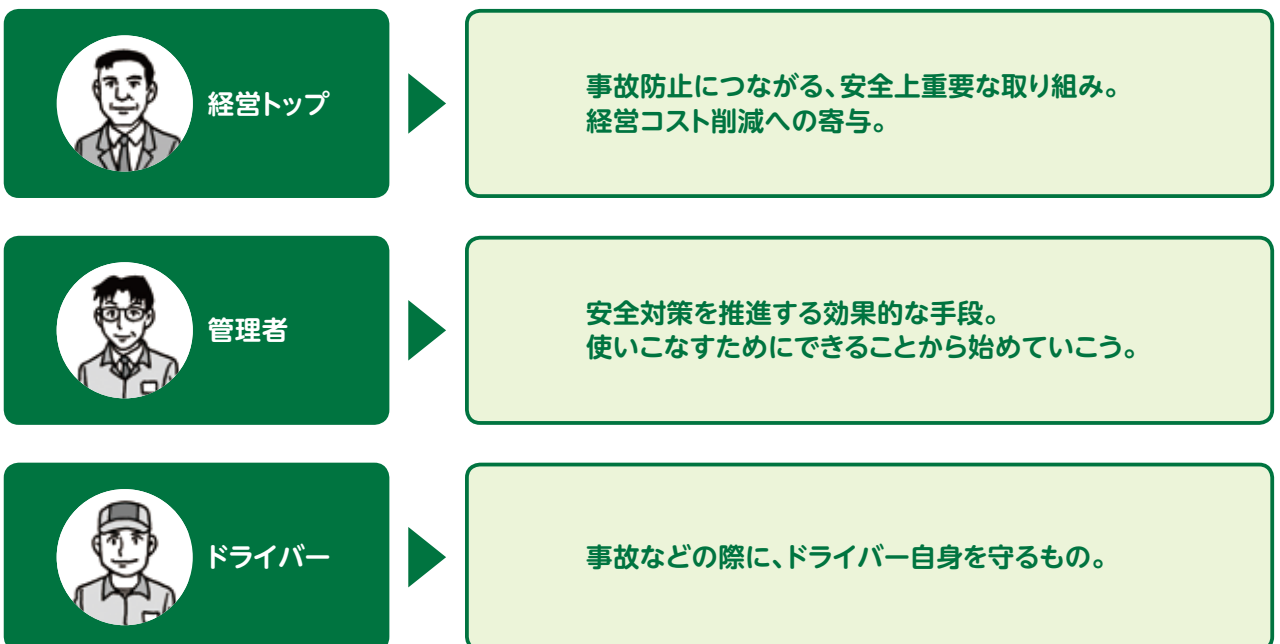 経営トップ
事故防止につながる、安全上重要な取り組み。
経営コスト削減への寄与。
管理者
安全対策を推進する効果的な手段。
使いこなすためにできることから始めていこう。
ドライバー
事故などの際に、ドライバー自身を守るもの。